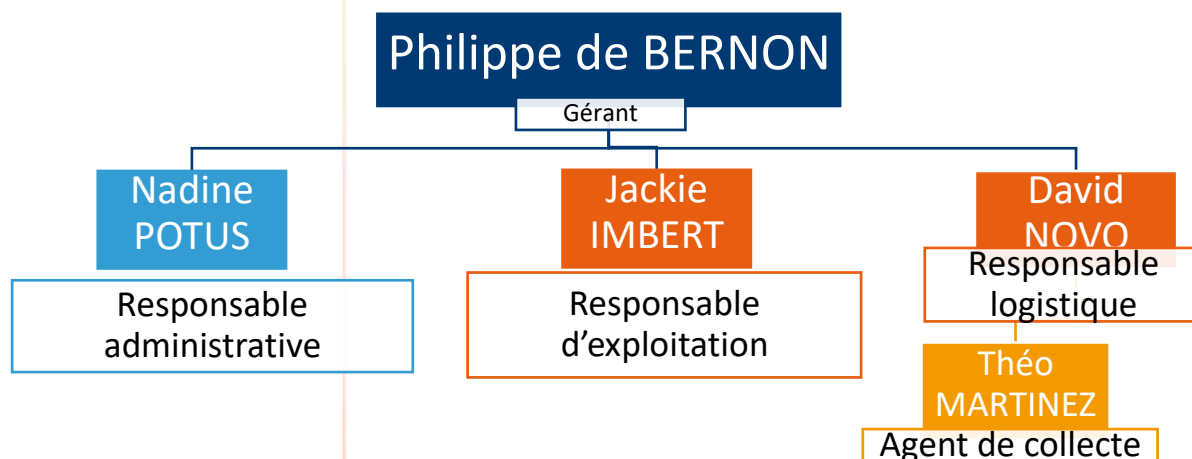 Philippe de BERNON
Gérant
Nadine
POTUS
Responsable
administrative
Jackie
IMBERT
Responsable
d’exploitation
David
NOVO
Responsable
logistique
Théo
MARTINEZ
Agent de collecte